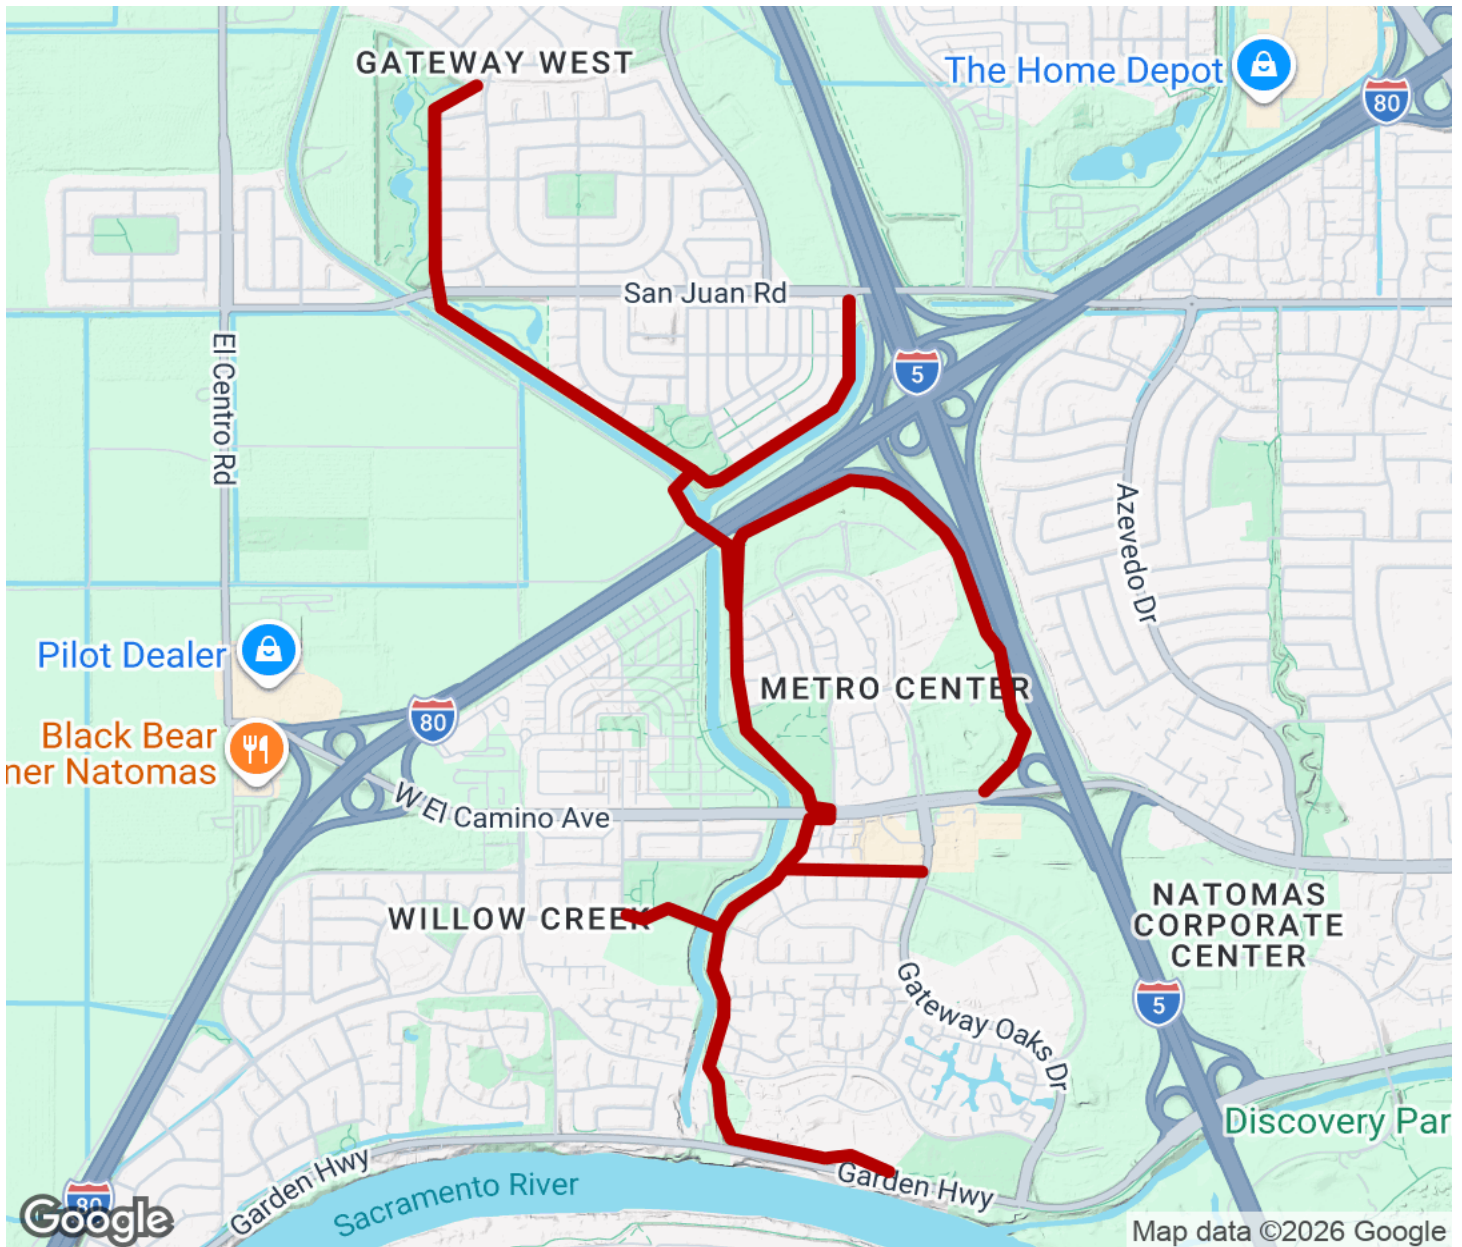 GATEWAY WEST
The Home Depot
80
San Juan Rd
El Centro Rd
5
Azevedo Dr
Pilot Dealer
METRO CENTER
80
Black Bear
ner Natomas
W El Camino Ave
WILLOW CREEK
NATOMAS
CORPORATE
CENTER
Gateway Oaks Dr
5
Discovery Par
Garden Hwy
Garden Hwy
Sacramento River
80
Google
Map data ©2026 Google